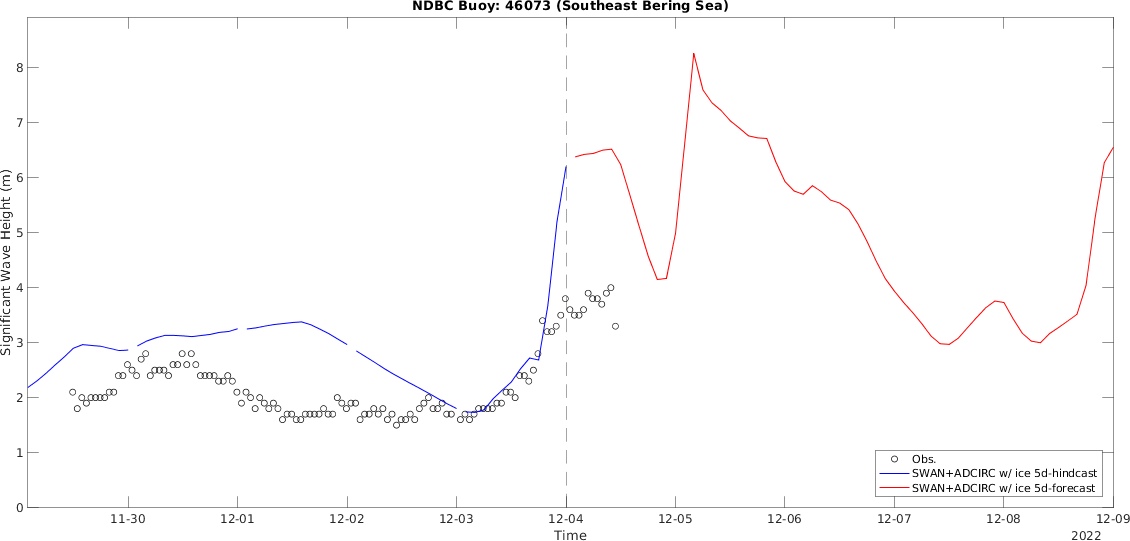 NDBC Buoy: 46073 (Southeast Bering Sea)
Significant Wave Height (m)
8
7
6
5
4
3
2
1
0
Obs.
SWAN+ADCIRC w/ ice 5d-hindcast
SWAN+ADCIRC w/ ice 5d-forecast
11-30 12-01 12-02 12-03 12-04 12-05 12-06 12-07 12-08 12-09
Time
2022